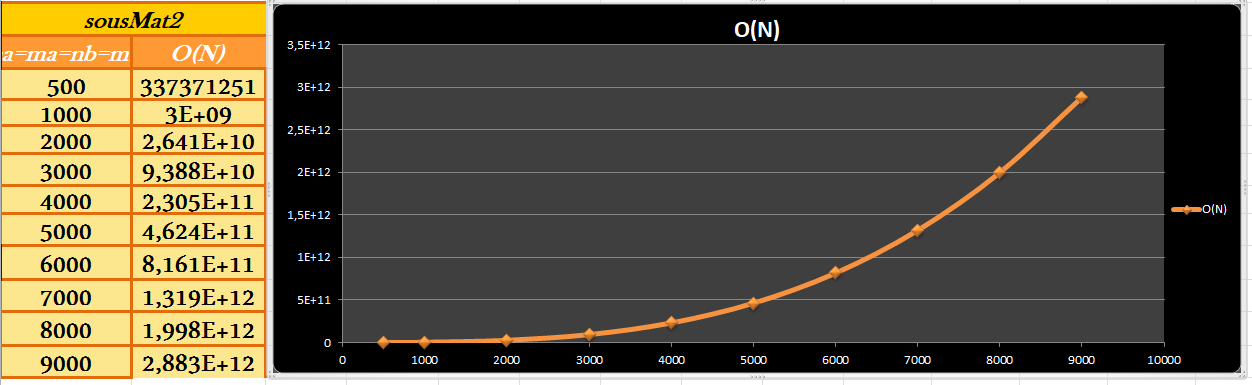 sousMat2
a=ma=nb=m O(N)
500 337371251
1000 3E+09
2000 2,641E+10
3000 9,388E+10
4000 2,305E+11
5000 4,624E+11
6000 8,161E+11
7000 1,319E+12
8000 1,998E+12
9000 2,883E+12
O(N)
3,5E+12
3E+12
2,5E+12
2E+12
1,5E+12
1E+12
5E+11
0
0 1000 2000 3000 4000 5000 6000 7000 8000 9000 10000
O(N)